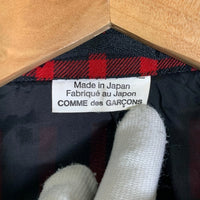 Made in Japan
Fabriqué au Japon
COMME des GARÇONS